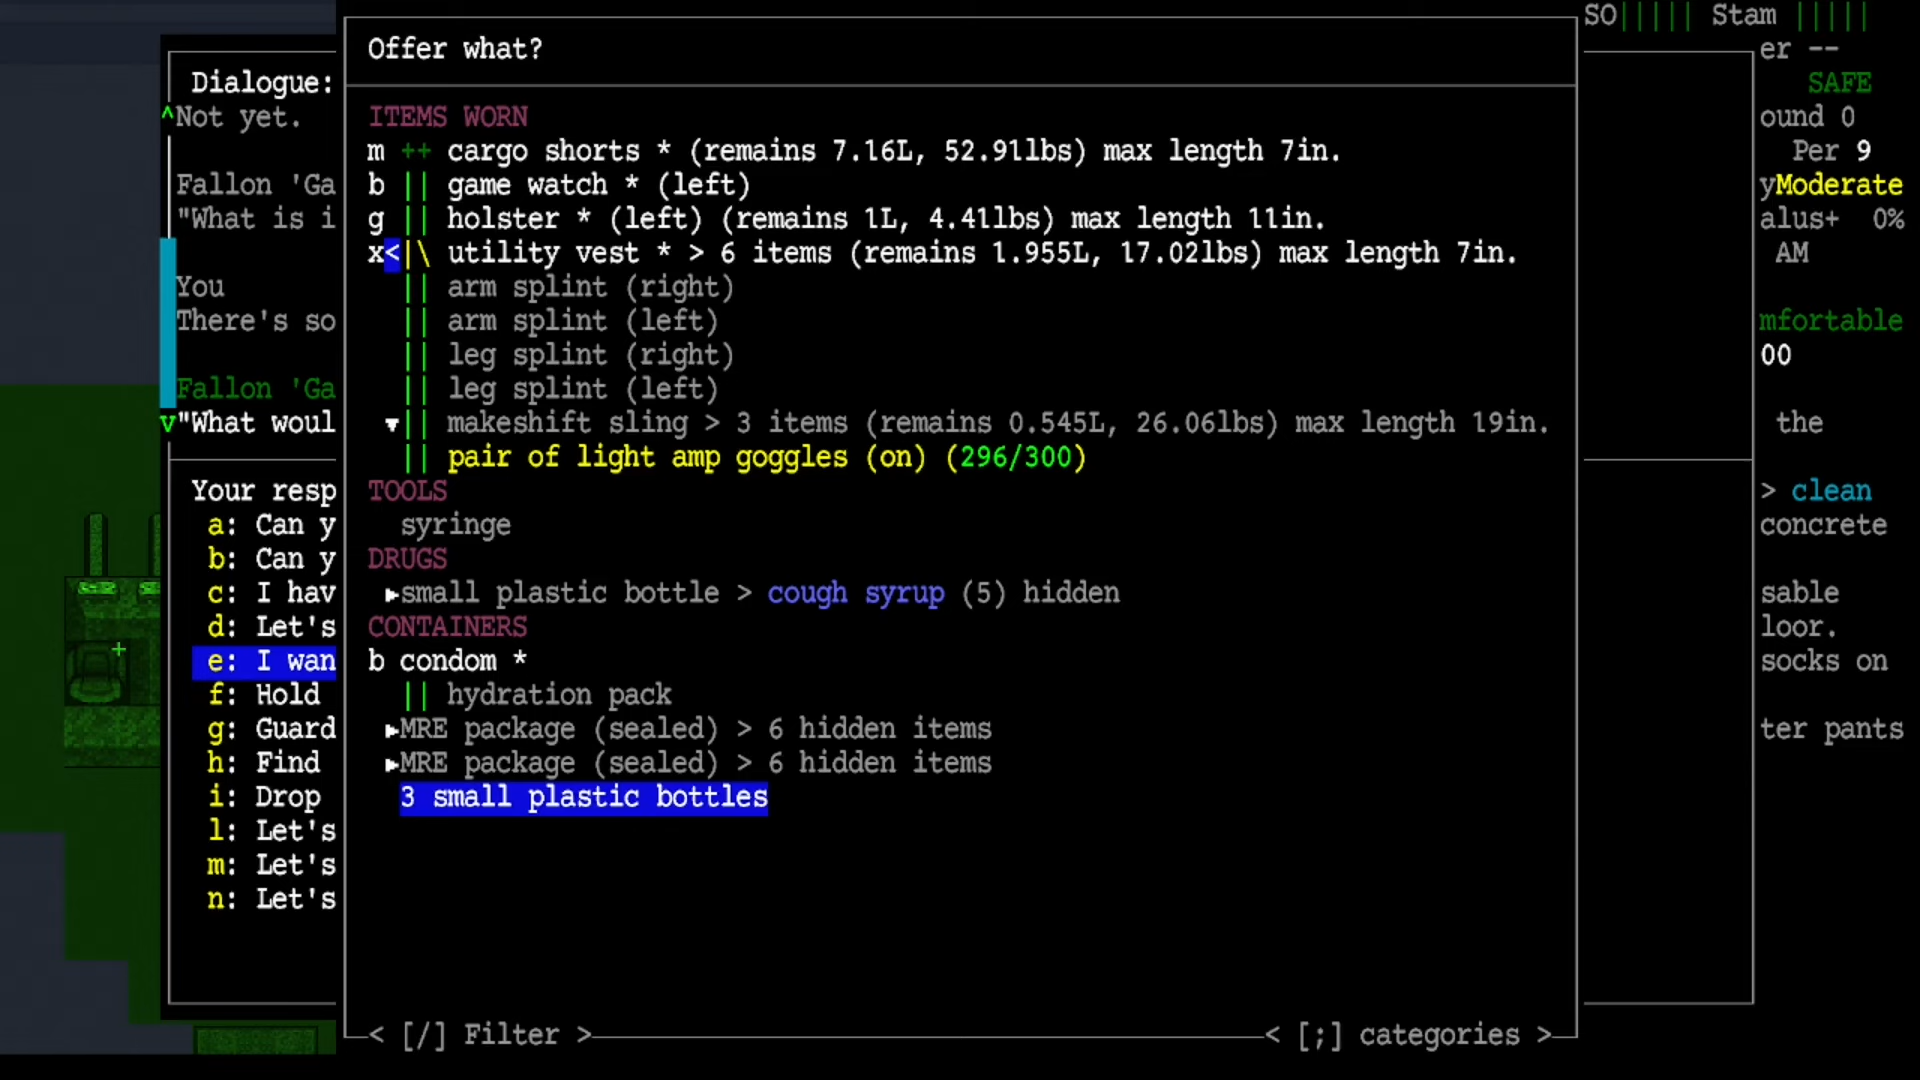 Offer what?
ITEMS WORN
m ++ cargo shorts * (remains 7.16L, 52.91lbs) max length 7in.
b || game watch * (left)
g || holster * (left) (remains 1L, 4.41lbs) max length 11in.
x<|\ utility vest * > 6 items (remains 1.955L, 17.02lbs) max length 7in.
|| arm splint (right)
|| arm splint (left)
|| leg splint (right)
|| leg splint (left)
▼|| makeshift sling > 3 items (remains 0.545L, 26.06lbs) max length 19in.
|| pair of light amp goggles (on) (296/300)
TOOLS
syringe
DRUGS
▶small plastic bottle > cough syrup (5) hidden
CONTAINERS
b condom *
|| hydration pack
▶MRE package (sealed) > 6 hidden items
▶MRE package (sealed) > 6 hidden items
3 small plastic bottles
< [/] Filter >
< [;] categories >
Dialogue:
^Not yet.
Fallon 'Ga
"What is i
You
There's so
Fallon 'Ga
v"What woul
Your resp
a: Can y
b: Can y
c: I hav
d: Let's
e: I wan
f: Hold
g: Guard
h: Find
i: Drop
l: Let's
m: Let's
n: Let's
SO||||| Stam |||||
er --
SAFE
ound 0
Per 9
yModerate
alus+ 0%
AM
mfortable
00
the
> clean
concrete
sable
loor.
socks on
ter pants